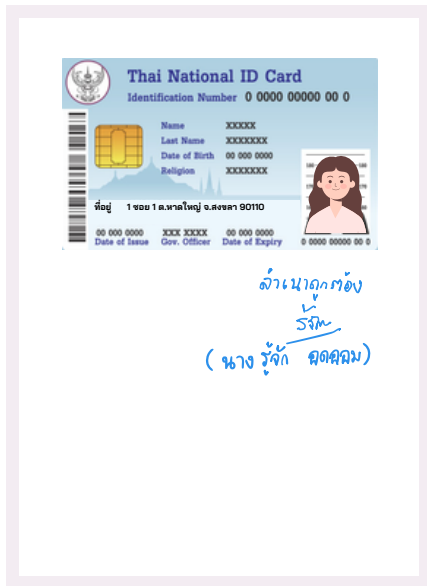 Thai National ID Card
Identification Number 0 0000 00000 00 0
Name XXXXX
Last Name XXXXXXX
Date of Birth 00 000 0000
Religion XXXXXXX
ที่อยู่ 1 ซอย 1 ต.หาดใหญ่ จ.สงขลา 90110
00 000 0000 XXX XXXX 00 000 0000
Date of Issue Gov. Officer Date of Expiry 0 0000 00000 00 0
สำเนาถูกต้อง
รู้จัก
( นาง รู้จัก อดออม )